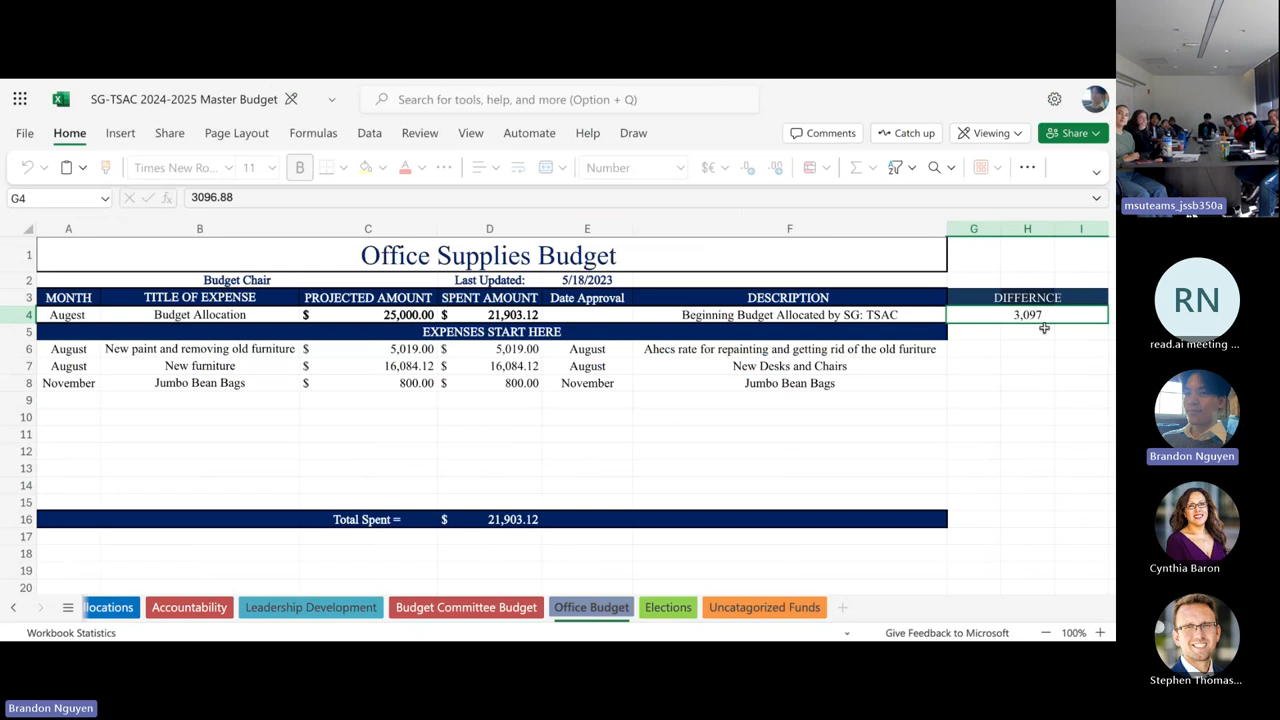 SG-TSAC 2024-2025 Master Budget
Search for tools, help, and more (Option + Q)
File Home Insert Share Page Layout Formulas Data Review View Automate Help Draw
Comments Catch up Viewing Share
Times New Ro... 11 B A Number $€
G4 fx 3096.88
A B C D E F G H I
1 Office Supplies Budget
2 Budget Chair Last Updated: 5/18/2023
3 MONTH TITLE OF EXPENSE PROJECTED AMOUNT SPENT AMOUNT Date Approval DESCRIPTION DIFFERNCE
4 Augest Budget Allocation $ 25,000.00 $ 21,903.12 Beginning Budget Allocated by SG: TSAC 3,097
5 EXPENSES START HERE
6 August New paint and removing old furniture $ 5,019.00 $ 5,019.00 August Ahecs rate for repainting and getting rid of the old furiture
7 August New furniture $ 16,084.12 $ 16,084.12 August New Desks and Chairs
8 November Jumbo Bean Bags $ 800.00 $ 800.00 November Jumbo Bean Bags
9
10
11
12
13
14
15
16 Total Spent = $ 21,903.12
17
18
19
20
llocations Accountability Leadership Development Budget Committee Budget Office Budget Elections Uncatagorized Funds
Workbook Statistics Give Feedback to Microsoft 100%
Brandon Nguyen
msuteams_jssb350a
RN
read.ai meeting ...
Brandon Nguyen
Cynthia Baron
Stephen Thomas...